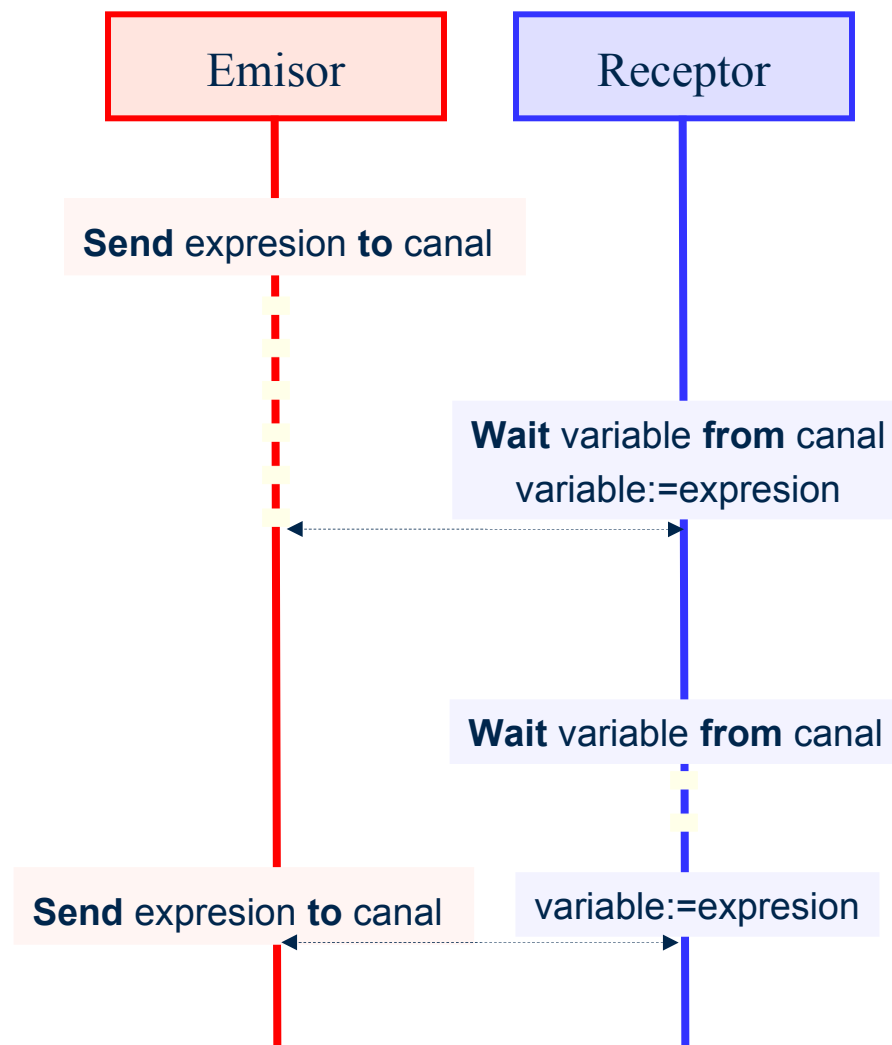 Emisor
Receptor
Send expresion to canal
Wait variable from canal
variable:=expresion
Wait variable from canal
Send expresion to canal
variable:=expresion